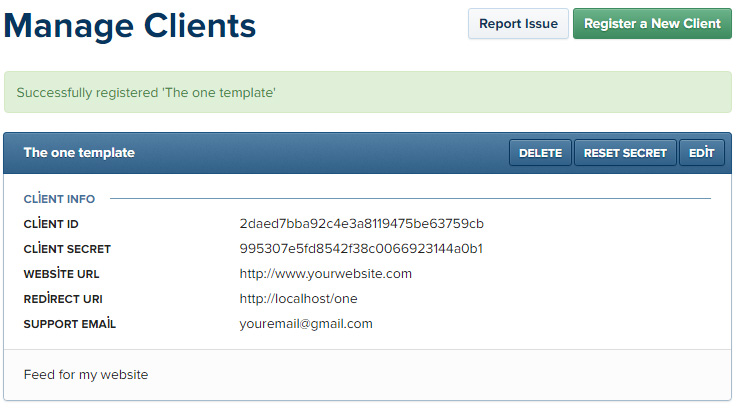 Manage Clients
Report Issue
Register a New Client
Successfully registered 'The one template'
The one template
DELETE
RESET SECRET
EDİT
CLİENT INFO
CLİENT ID 2daed7bba92c4e3a8119475be63759cb
CLİENT SECRET 995307e5fd8542f38c0066923144a0b1
WEBSİTE URL http://www.yourwebsite.com
REDİRECT URI http://localhost/one
SUPPORT EMAİL youremail@gmail.com
Feed for my website